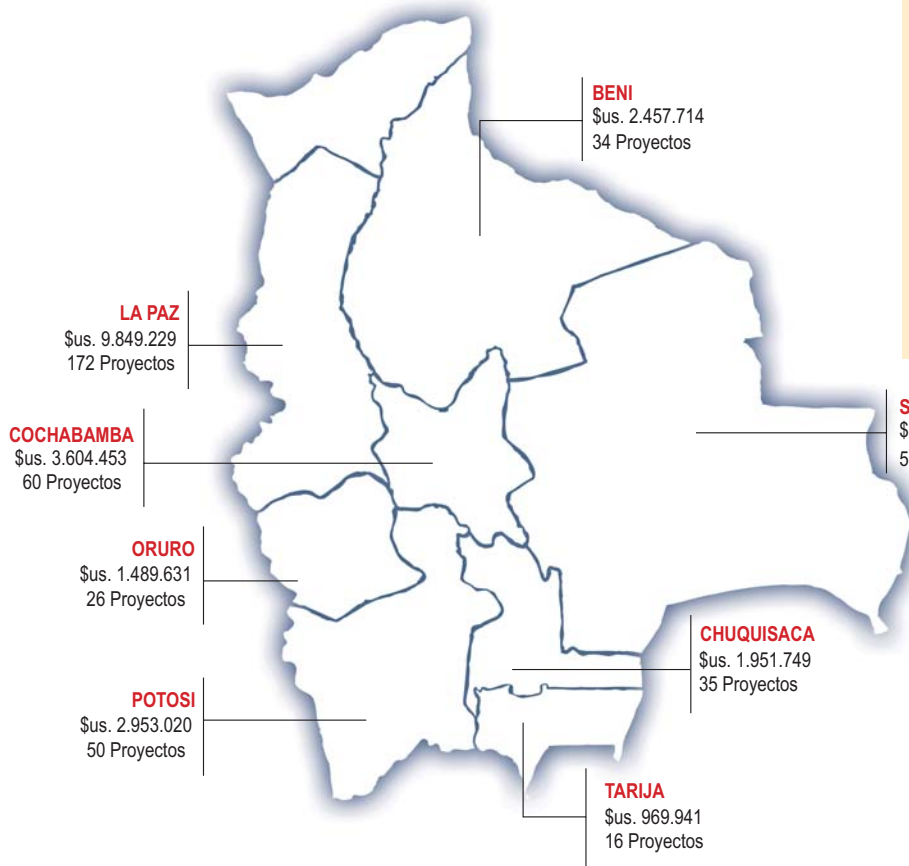 BENI
$us. 2.457.714
34 Proyectos
LA PAZ
$us. 9.849.229
172 Proyectos
S
$
5
COCHABAMBA
$us. 3.604.453
60 Proyectos
ORURO
$us. 1.489.631
26 Proyectos
CHUQUISACA
$us. 1.951.749
35 Proyectos
POTOSI
$us. 2.953.020
50 Proyectos
TARIJA
$us. 969.941
16 Proyectos